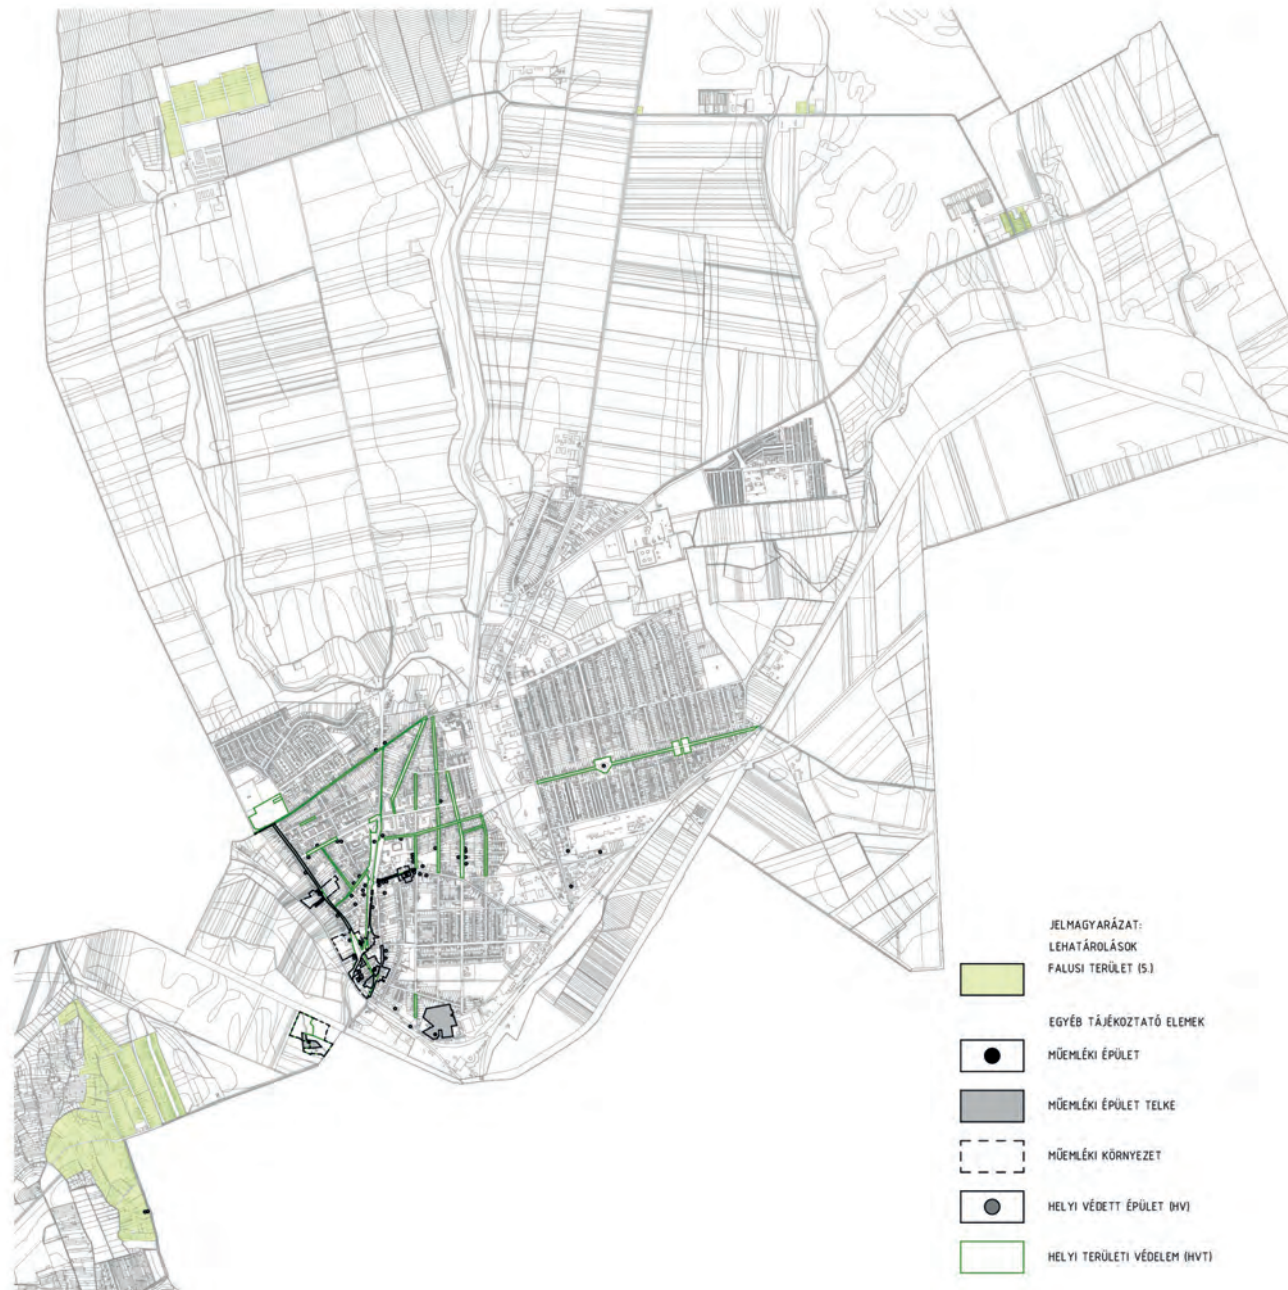 JELMAGYARÁZAT:
LEHATÁROLÁSOK
FALUSI TERÜLET (5.)
EGYÉB TÁJÉKOZTATÓ ELEMEK
MŰEMLÉKI ÉPÜLET
MŰEMLÉKI ÉPÜLET TELKE
MŰEMLÉKI KÖRNYEZET
HELYI VÉDETT ÉPÜLET (HV)
HELYI TERÜLETI VÉDELEM (HVT)